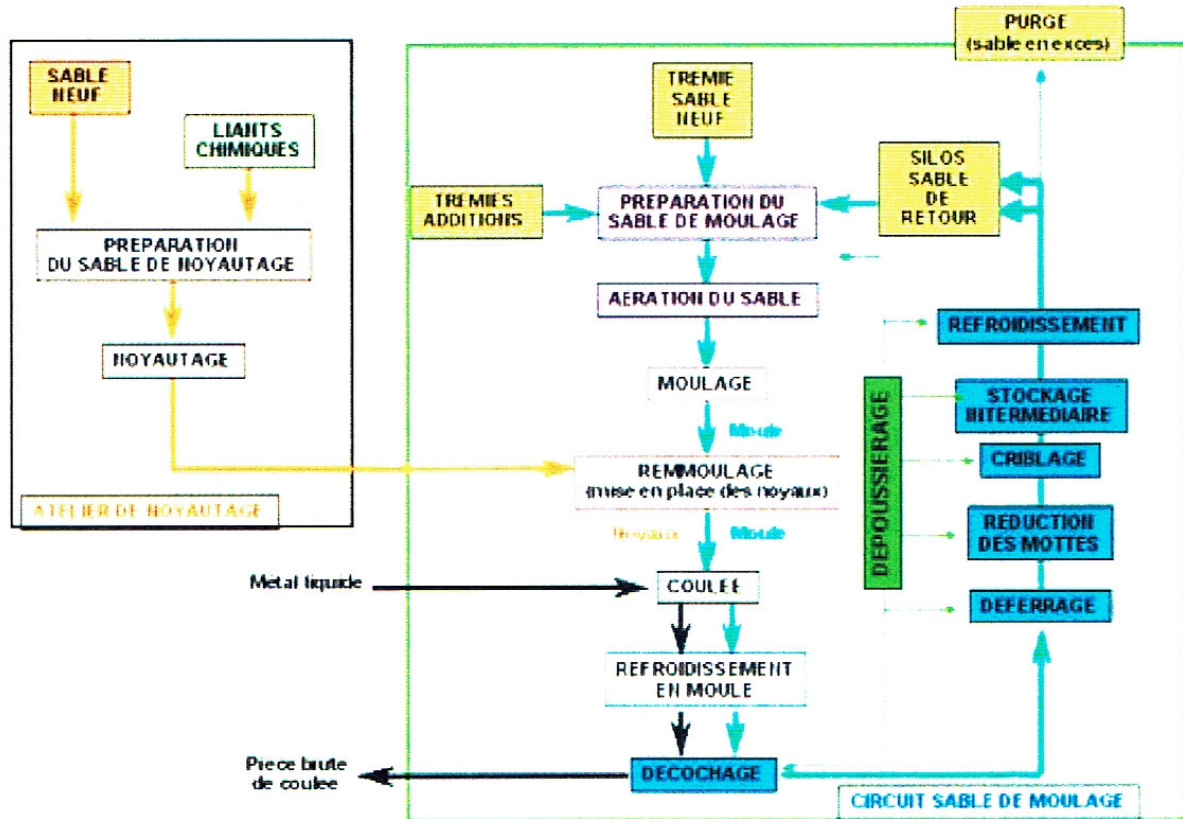 SABLE
NEUF
LIANTS
CHIMIQUES
PREPARATION
DU SABLE DE NOYAUTAGE
NOYAUTAGE
ATELIER DE NOYAUTAGE
PURGE
(sable en exces)
TREMIE
SABLE
NEUF
TREMIES
ADDITIONS
PREPARATION DU
SABLE DE MOULAGE
SILOS
SABLE
DE
RETOUR
AERATION DU SABLE
MOULAGE
Moule
REMMOULAGE
(mise en place des noyaux)
Noyaux Moule
Metal liquide
COULEE
REFROIDISSEMENT
EN MOULE
Piece brute
de coulee
DECOCHAGE
DEPOUSSIERAGE
REFROIDISSEMENT
STOCKAGE
INTERMEDIAIRE
CRIBLAGE
REDUCTION
DES MOTTES
DEFERRAGE
CIRCUIT SABLE DE MOULAGE